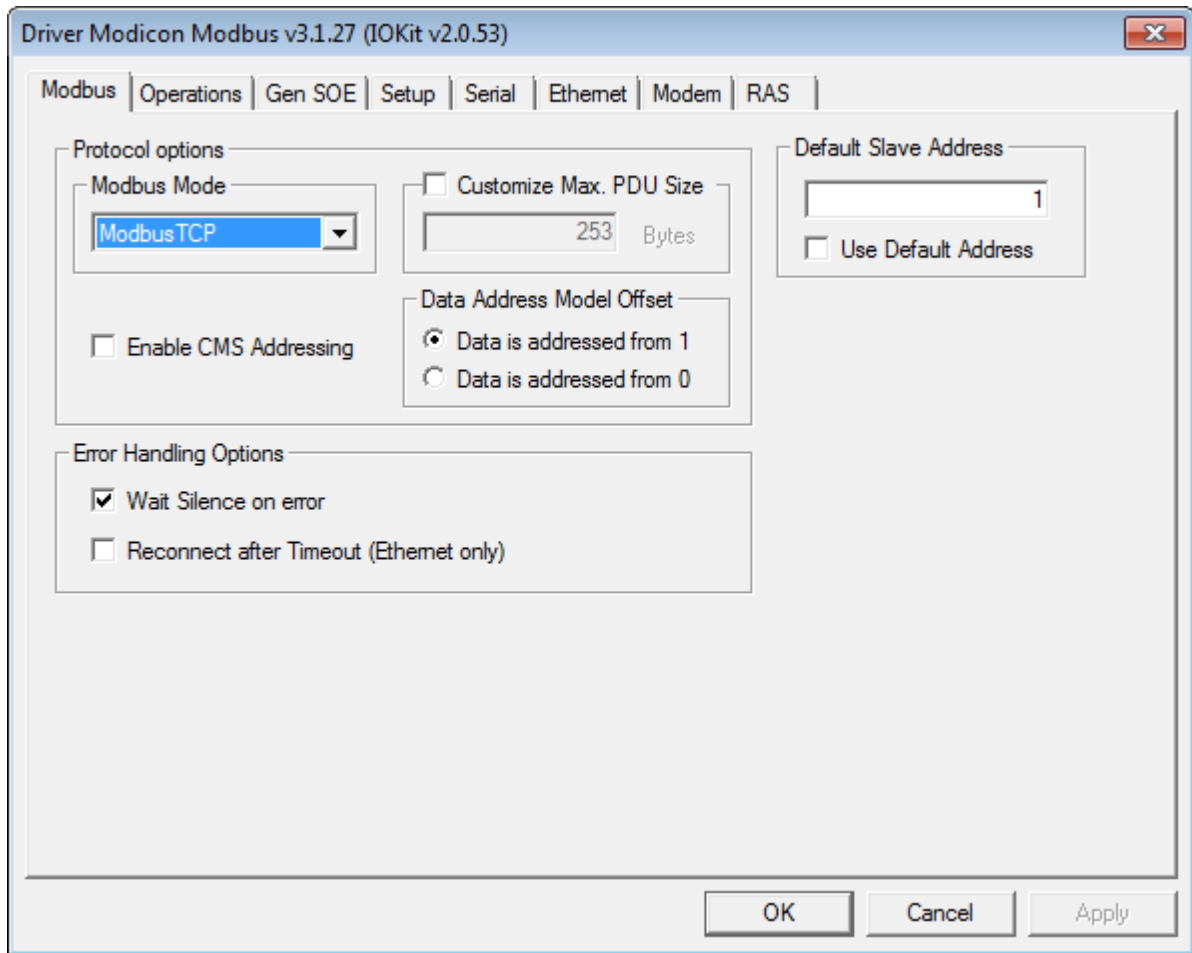 Driver Modicon Modbus v3.1.27 (IOKit v2.0.53)
Modbus Operations Gen SOE Setup Serial Ethernet Modem RAS
Protocol options
Modbus Mode
ModbusTCP
Customize Max. PDU Size
253 Bytes
Default Slave Address
1
Use Default Address
Enable CMS Addressing
Data Address Model Offset
Data is addressed from 1
Data is addressed from 0
Error Handling Options
Wait Silence on error
Reconnect after Timeout (Ethernet only)
OK Cancel Apply